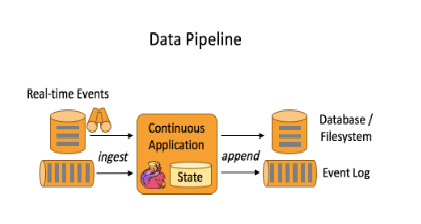 Data Pipeline
Real-time Events
Continuous
Application
Database /
Filesystem
ingest
append
State
Event Log